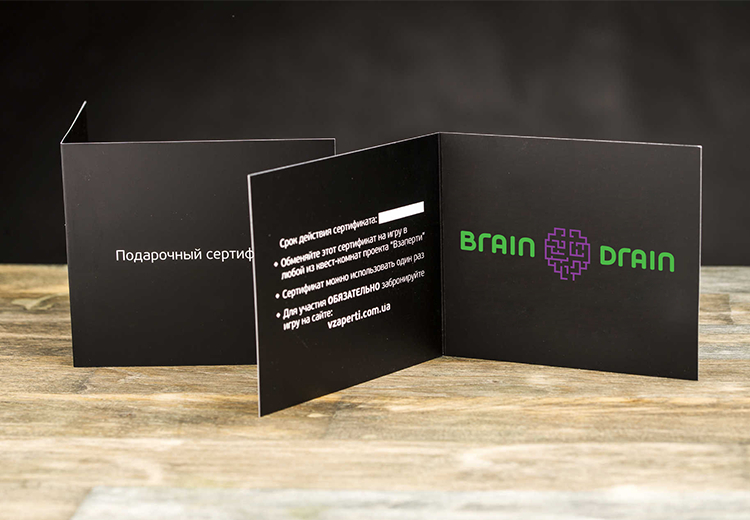 Подарочный сертиф
Срок действия сертификата:
• Обменяйте этот сертификат на игру в
любой из квест-комнат проекта "Взаперти"
• Сертификат можно использовать один раз
• Для участия ОБЯЗАТЕЛЬНО забронируйте
игру на сайте:
vzaperti.com.ua
BRAIN DRAIN